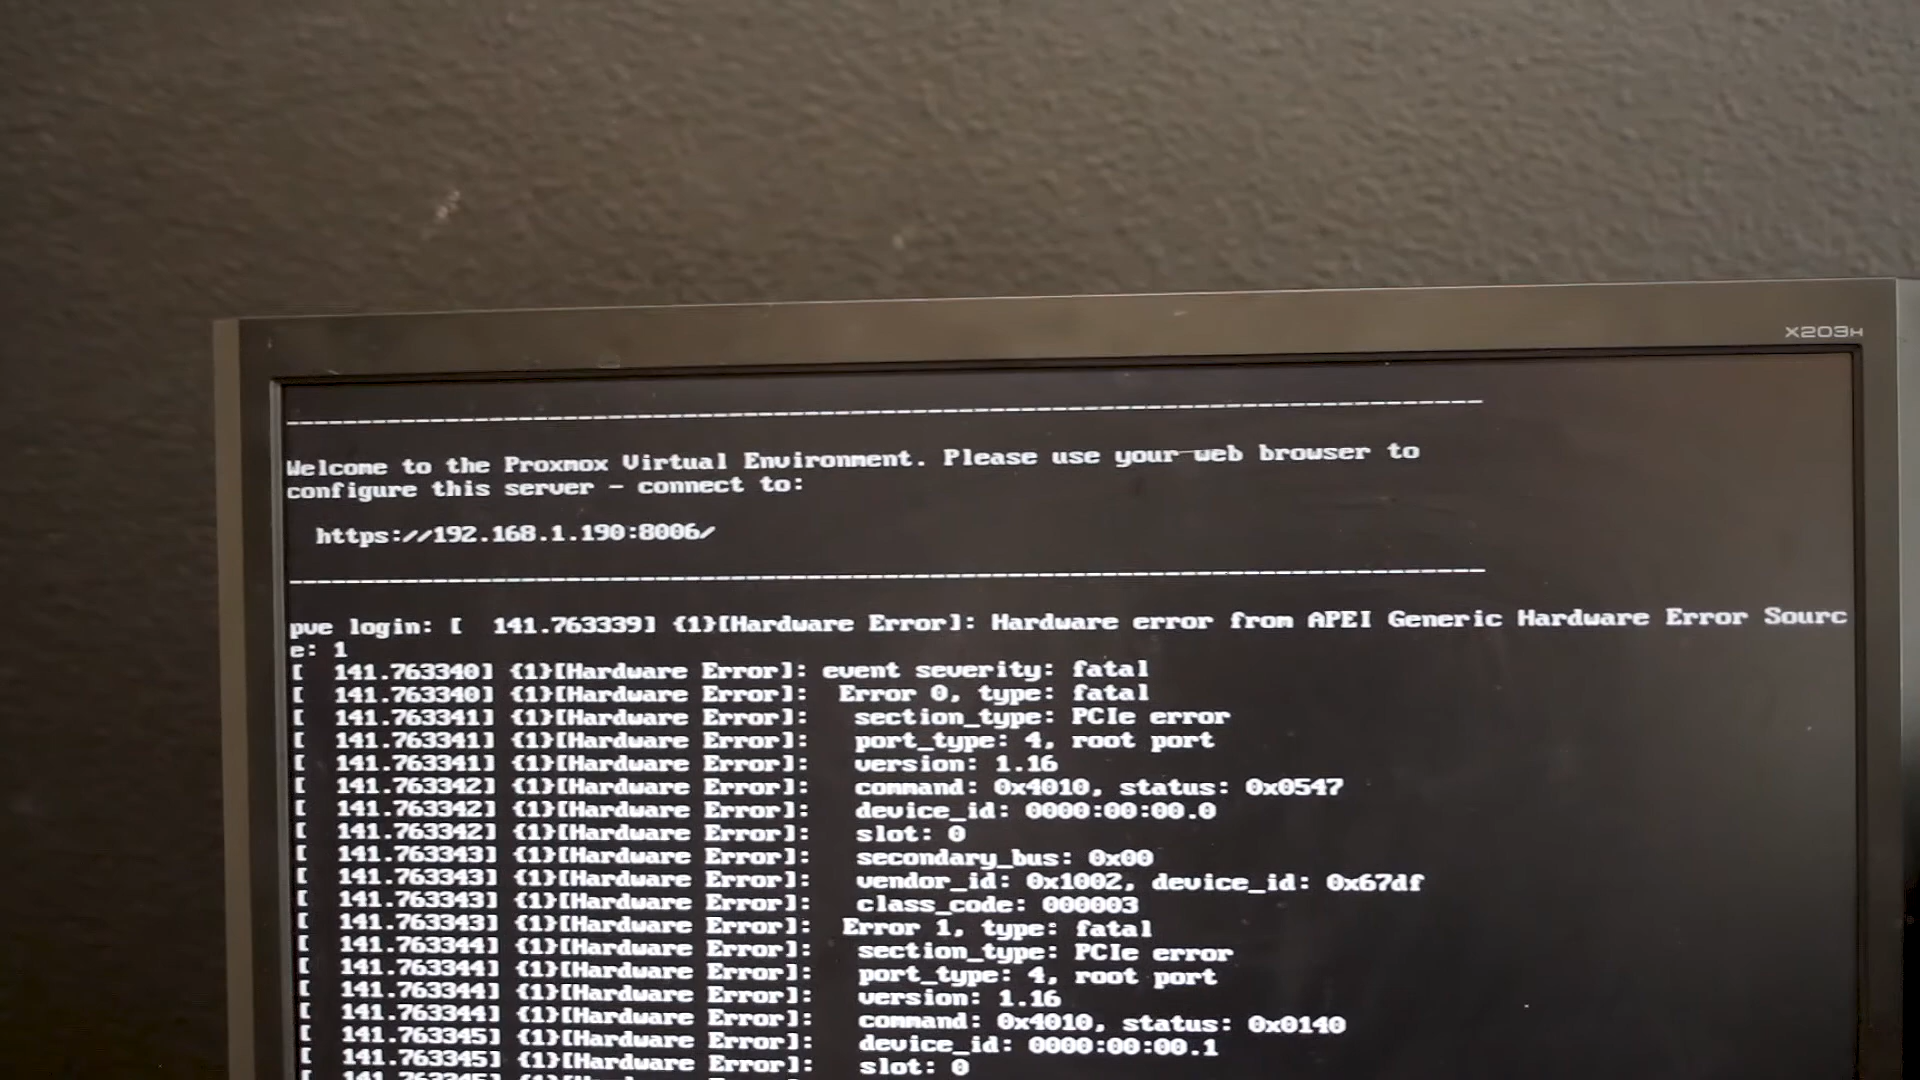 X203H
Welcome to the Proxmox Virtual Environment. Please use your web browser to
configure this server - connect to:
https://192.168.1.190:8006/
pve login: [  141.763339] {1}[Hardware Error]: Hardware error from APEI Generic Hardware Error Sourc
e: 1
[  141.763340] {1}[Hardware Error]: event severity: fatal
[  141.763340] {1}[Hardware Error]:  Error 0, type: fatal
[  141.763341] {1}[Hardware Error]:   section_type: PCIe error
[  141.763341] {1}[Hardware Error]:   port_type: 4, root port
[  141.763341] {1}[Hardware Error]:   version: 1.16
[  141.763342] {1}[Hardware Error]:   command: 0x4010, status: 0x0547
[  141.763342] {1}[Hardware Error]:   device_id: 0000:00:00.0
[  141.763342] {1}[Hardware Error]:   slot: 0
[  141.763343] {1}[Hardware Error]:   secondary_bus: 0x00
[  141.763343] {1}[Hardware Error]:   vendor_id: 0x1002, device_id: 0x67df
[  141.763343] {1}[Hardware Error]:   class_code: 000003
[  141.763343] {1}[Hardware Error]:  Error 1, type: fatal
[  141.763344] {1}[Hardware Error]:   section_type: PCIe error
[  141.763344] {1}[Hardware Error]:   port_type: 4, root port
[  141.763344] {1}[Hardware Error]:   version: 1.16
[  141.763344] {1}[Hardware Error]:   command: 0x4010, status: 0x0140
[  141.763345] {1}[Hardware Error]:   device_id: 0000:00:00.1
[  141.763345] {1}[Hardware Error]:   slot: 0